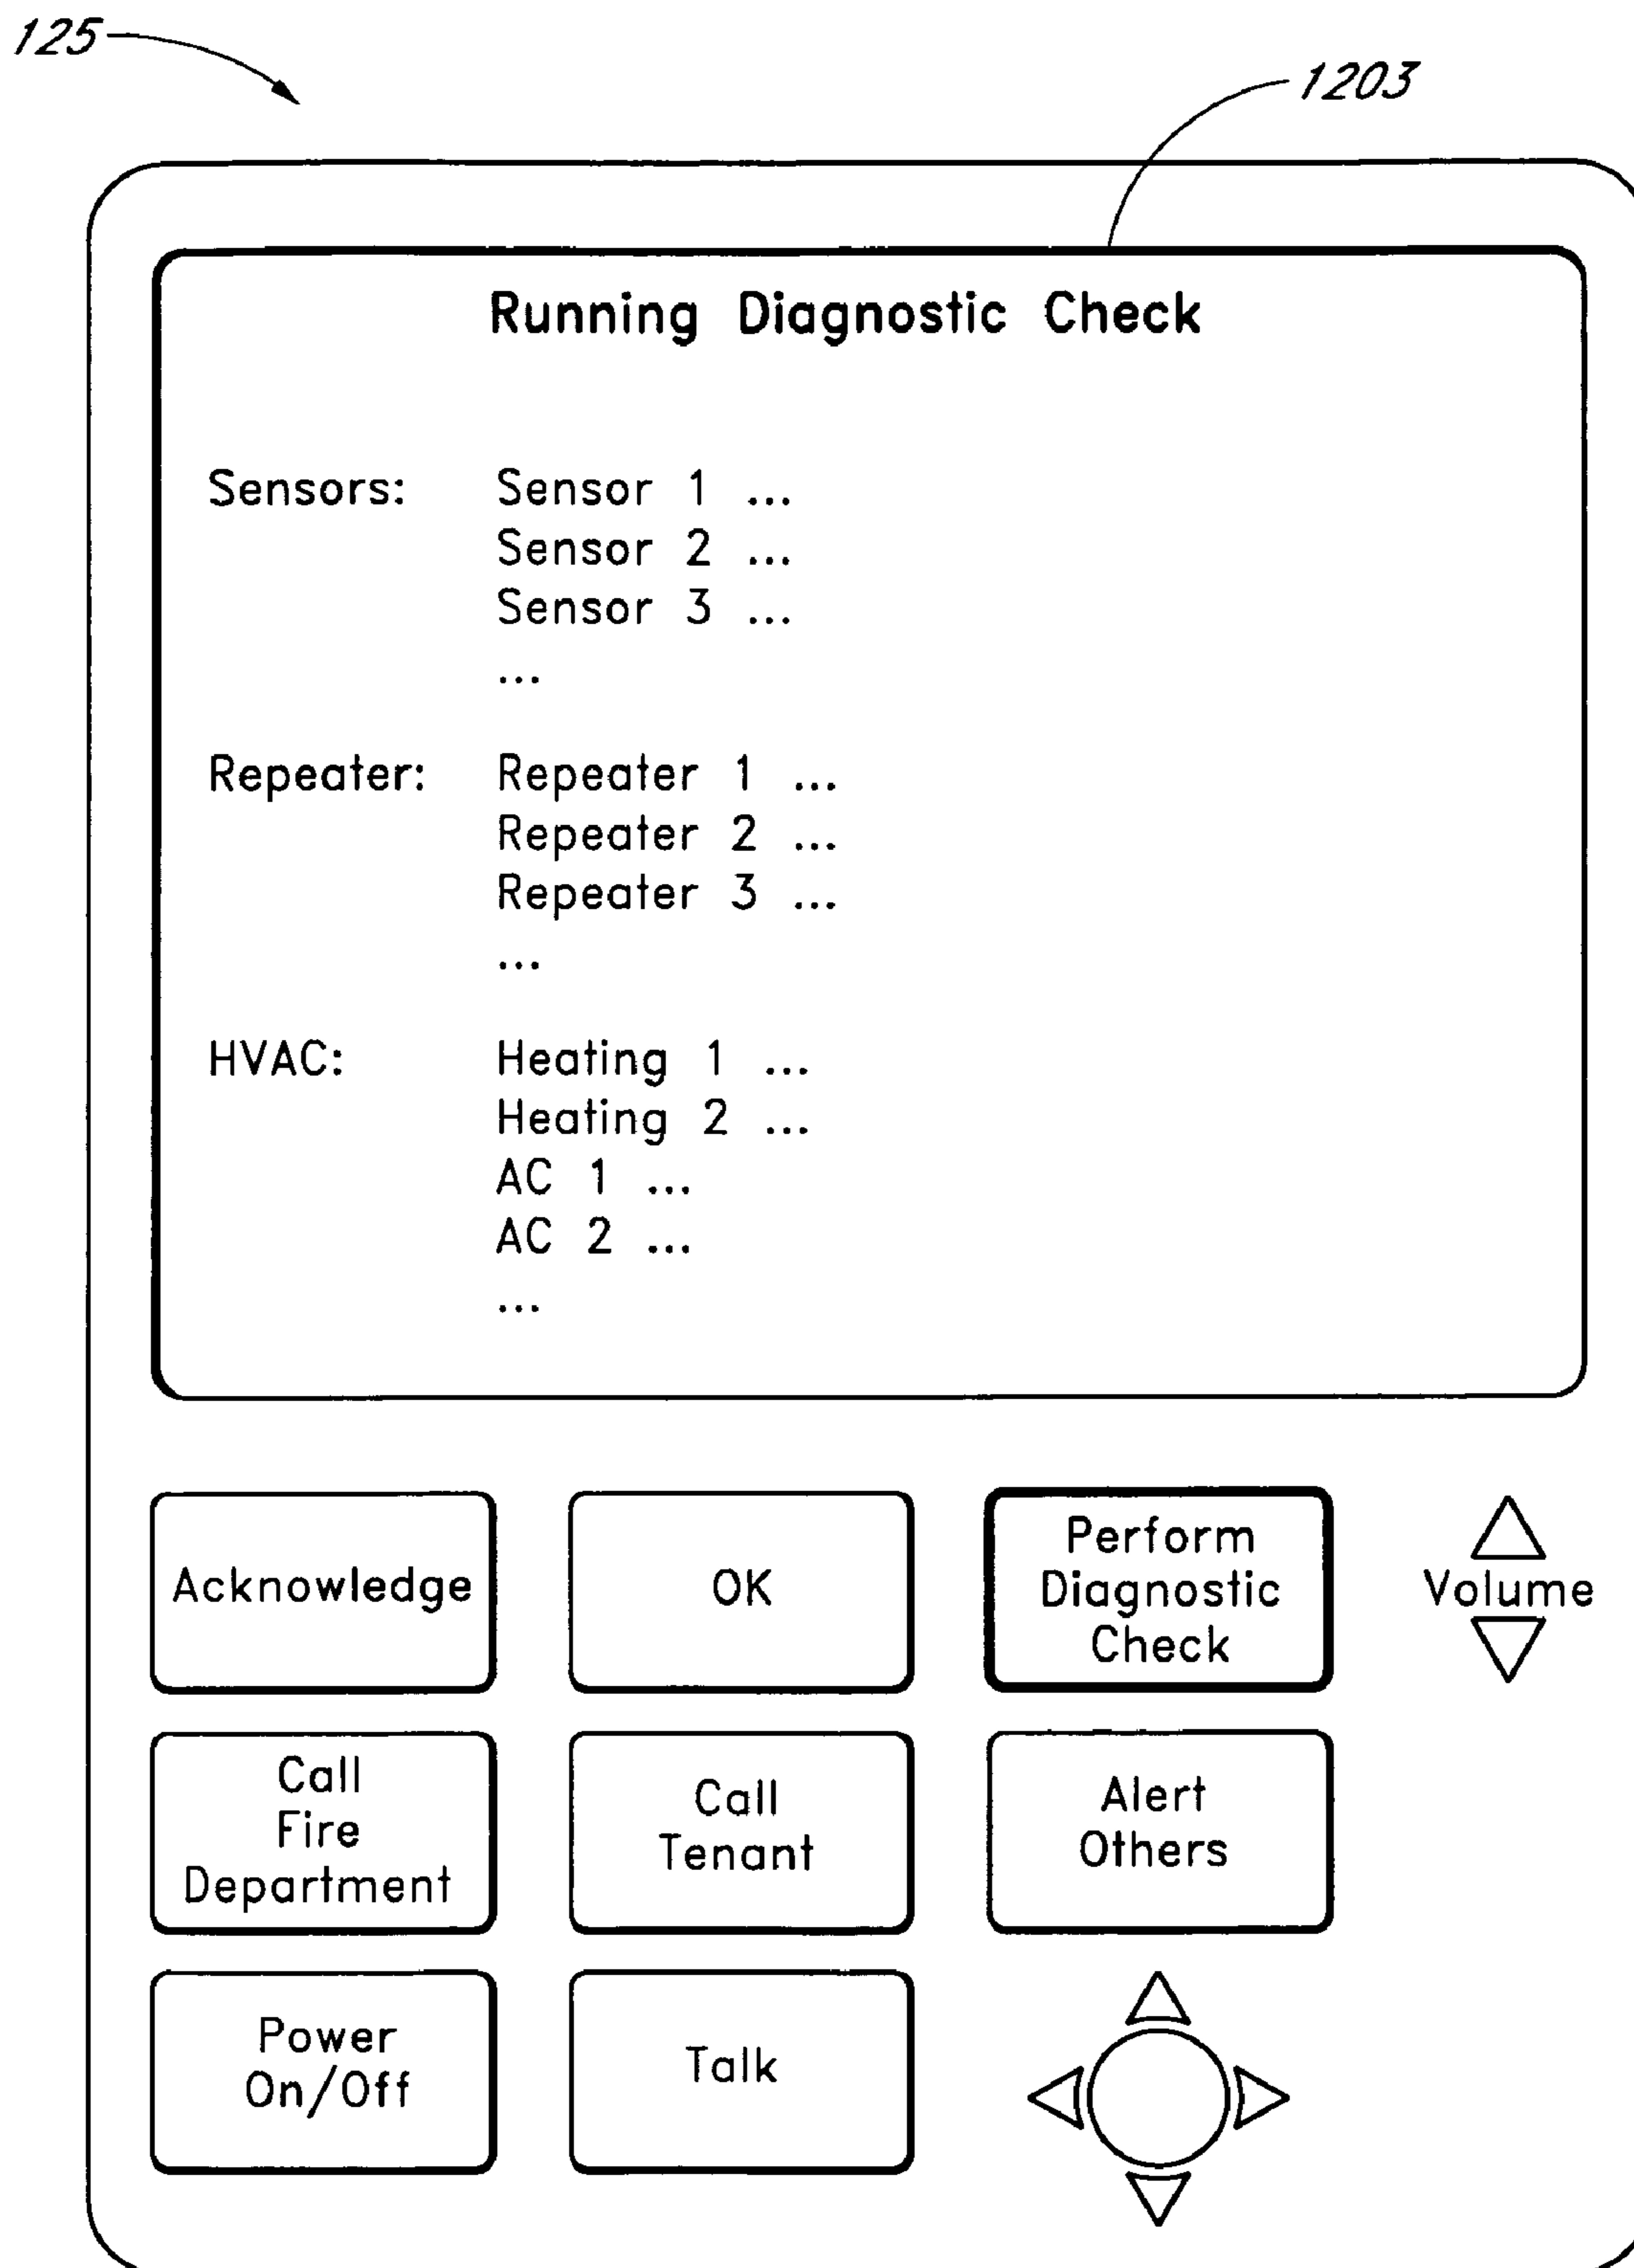 125
1203
Running Diagnostic Check
Sensors: Sensor 1 ...
Sensor 2 ...
Sensor 3 ...
...
Repeater: Repeater 1 ...
Repeater 2 ...
Repeater 3 ...
...
HVAC: Heating 1 ...
Heating 2 ...
AC 1 ...
AC 2 ...
...
Acknowledge
OK
Perform
Diagnostic
Check
Volume
Call
Fire
Department
Call
Tenant
Alert
Others
Power
On/Off
Talk